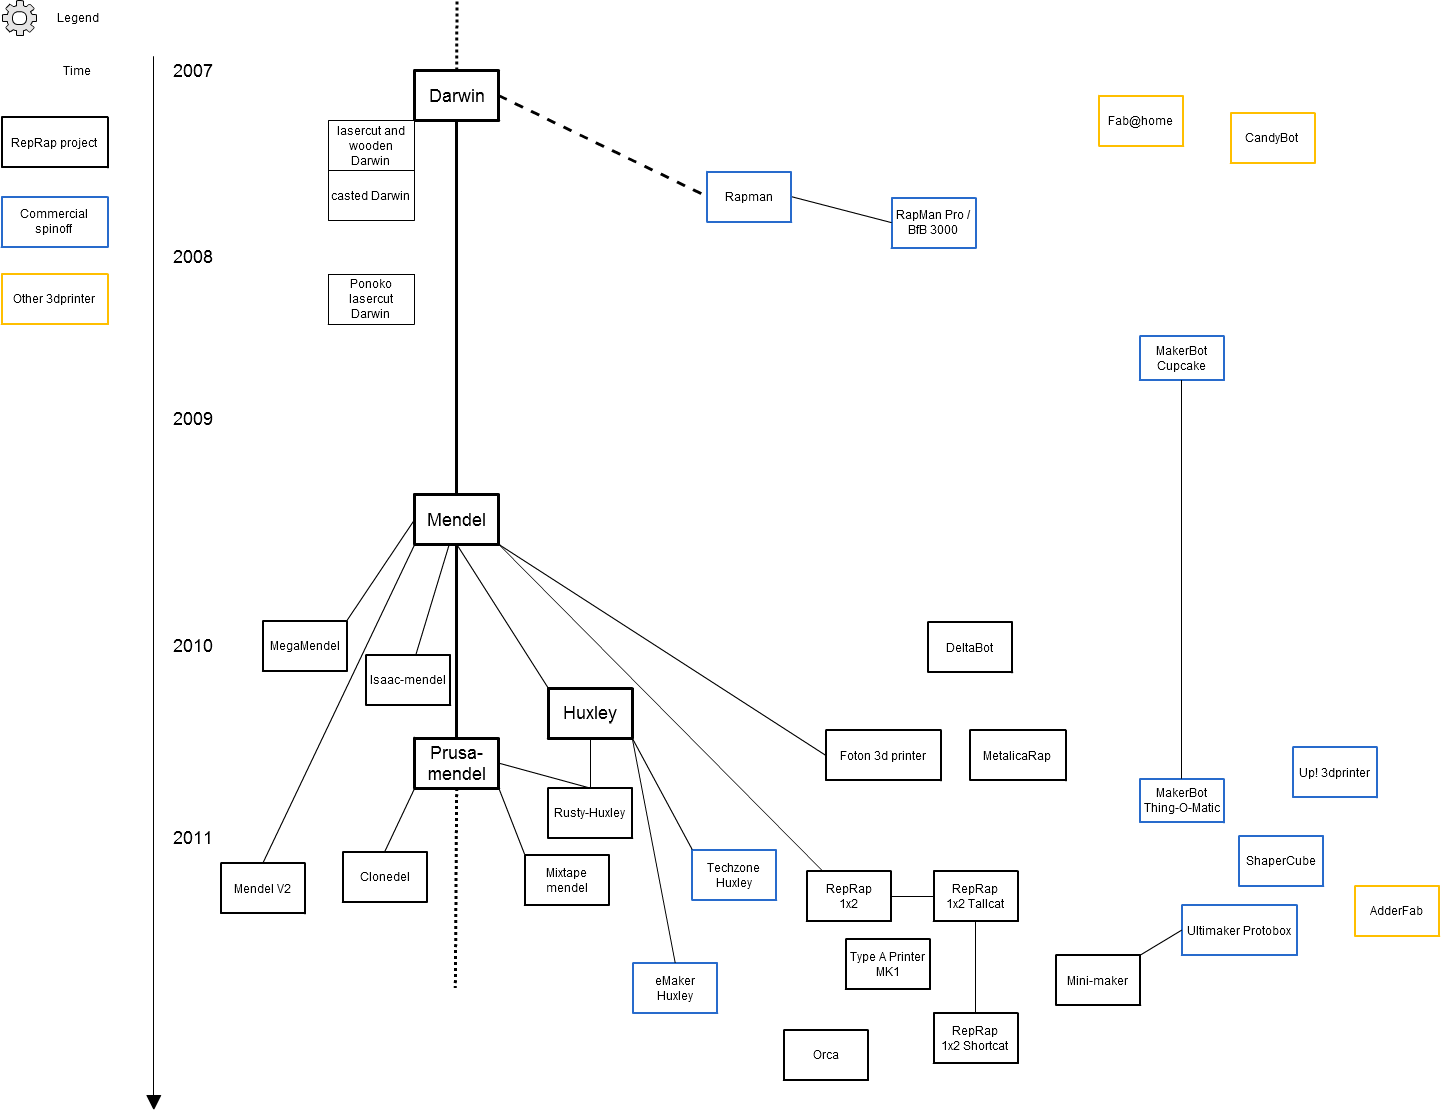 Legend
Time
2007
Darwin
RepRap project
lasercut and
wooden
Darwin
casted Darwin
Fab@home
CandyBot
Rapman
RapMan Pro /
BfB 3000
Commercial
spinoff
2008
Other 3dprinter
Ponoko
lasercut
Darwin
MakerBot
Cupcake
2009
Mendel
2010
MegaMendel
Isaac-mendel
DeltaBot
Huxley
Prusa-
mendel
Foton 3d printer
MetalicaRap
Up! 3dprinter
MakerBot
Thing-O-Matic
Rusty-Huxley
2011
Mendel V2
Clonedel
Mixtape
mendel
Techzone
Huxley
RepRap
1x2
RepRap
1x2 Tallcat
ShaperCube
AdderFab
Ultimaker Protobox
Type A Printer
MK1
Mini-maker
eMaker
Huxley
RepRap
1x2 Shortcat
Orca